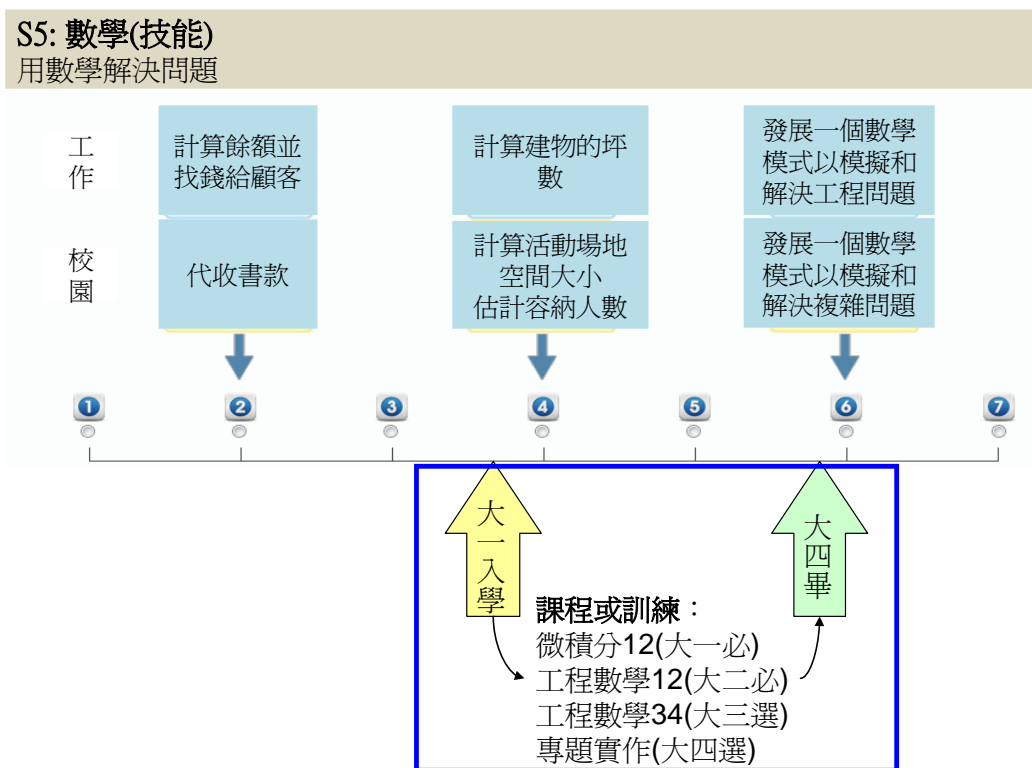 S5: 數學(技能)
用數學解決問題
工
作
計算餘額並
找錢給顧客
計算建物的坪
數
發展一個數學
模式以模擬和
解決工程問題
校
園
代收書款
計算活動場地
空間大小
估計容納人數
發展一個數學
模式以模擬和
解決複雜問題
1 2 3 4 5 6 7
大
一
入
學
大
四
畢
課程或訓練：
微積分12(大一必)
工程數學12(大二必)
工程數學34(大三選)
專題實作(大四選)